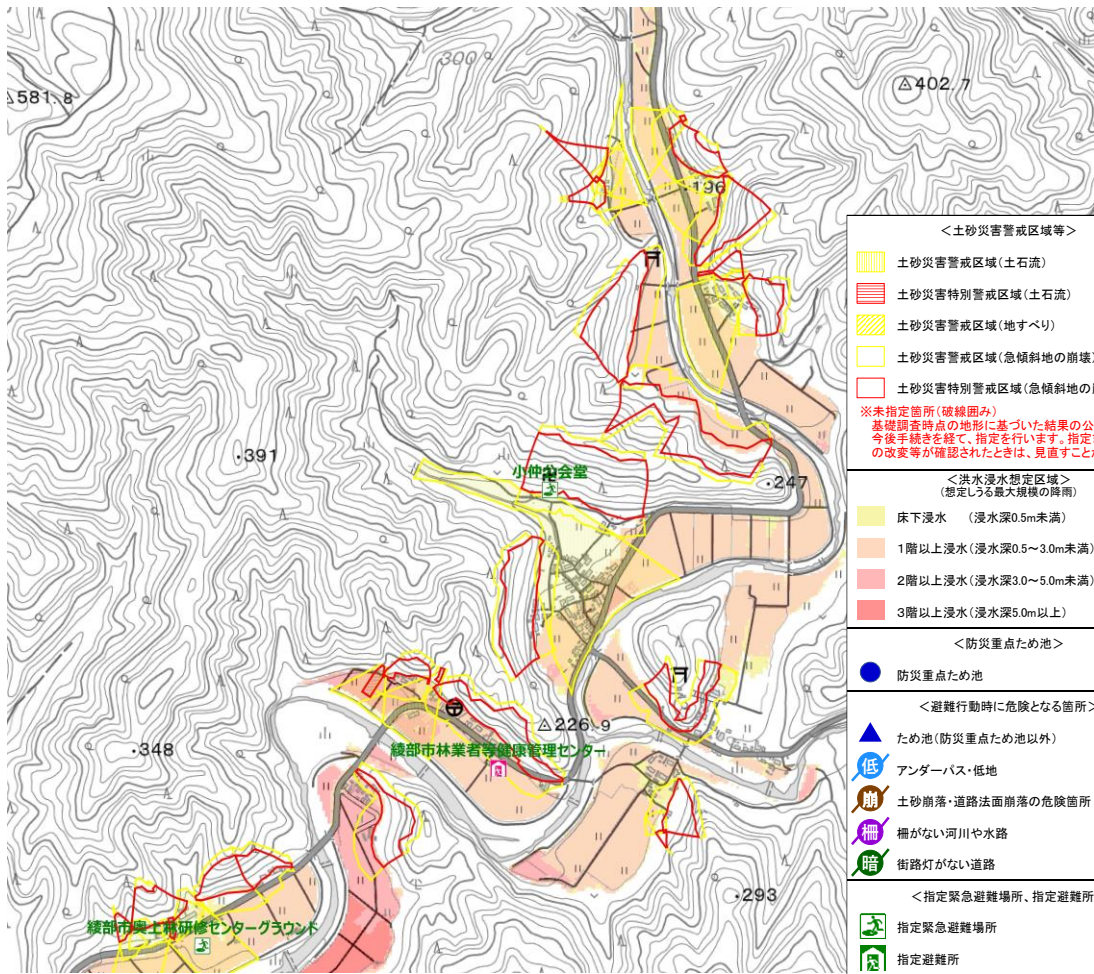 300
581.8
402.7
196
391
小仲公会堂
247
226.9
348
綾部市林業者等健康管理センター
293
綾部市奥上林研修センターグラウンド
＜土砂災害警戒区域等＞
土砂災害警戒区域(土石流)
土砂災害特別警戒区域(土石流)
土砂災害警戒区域(地すべり)
土砂災害警戒区域(急傾斜地の崩壊)
土砂災害特別警戒区域(急傾斜地の
※未指定箇所(破線囲み)
基礎調査時点の地形に基づいた結果の公
今後手続きを経て、指定を行います。指定
の改変等が確認されたときは、見直すこと
＜洪水浸水想定区域＞
(想定しうる最大規模の降雨)
床下浸水 (浸水深0.5m未満)
1階以上浸水(浸水深0.5～3.0m未満)
2階以上浸水(浸水深3.0～5.0m未満)
3階以上浸水(浸水深5.0m以上)
＜防災重点ため池＞
防災重点ため池
＜避難行動時に危険となる箇所＞
ため池(防災重点ため池以外)
低 アンダーパス・低地
崩 土砂崩落・道路法面崩落の危険箇所
柵 柵がない河川や水路
暗 街路灯がない道路
＜指定緊急避難場所、指定避難所
指定緊急避難場所
指定避難所